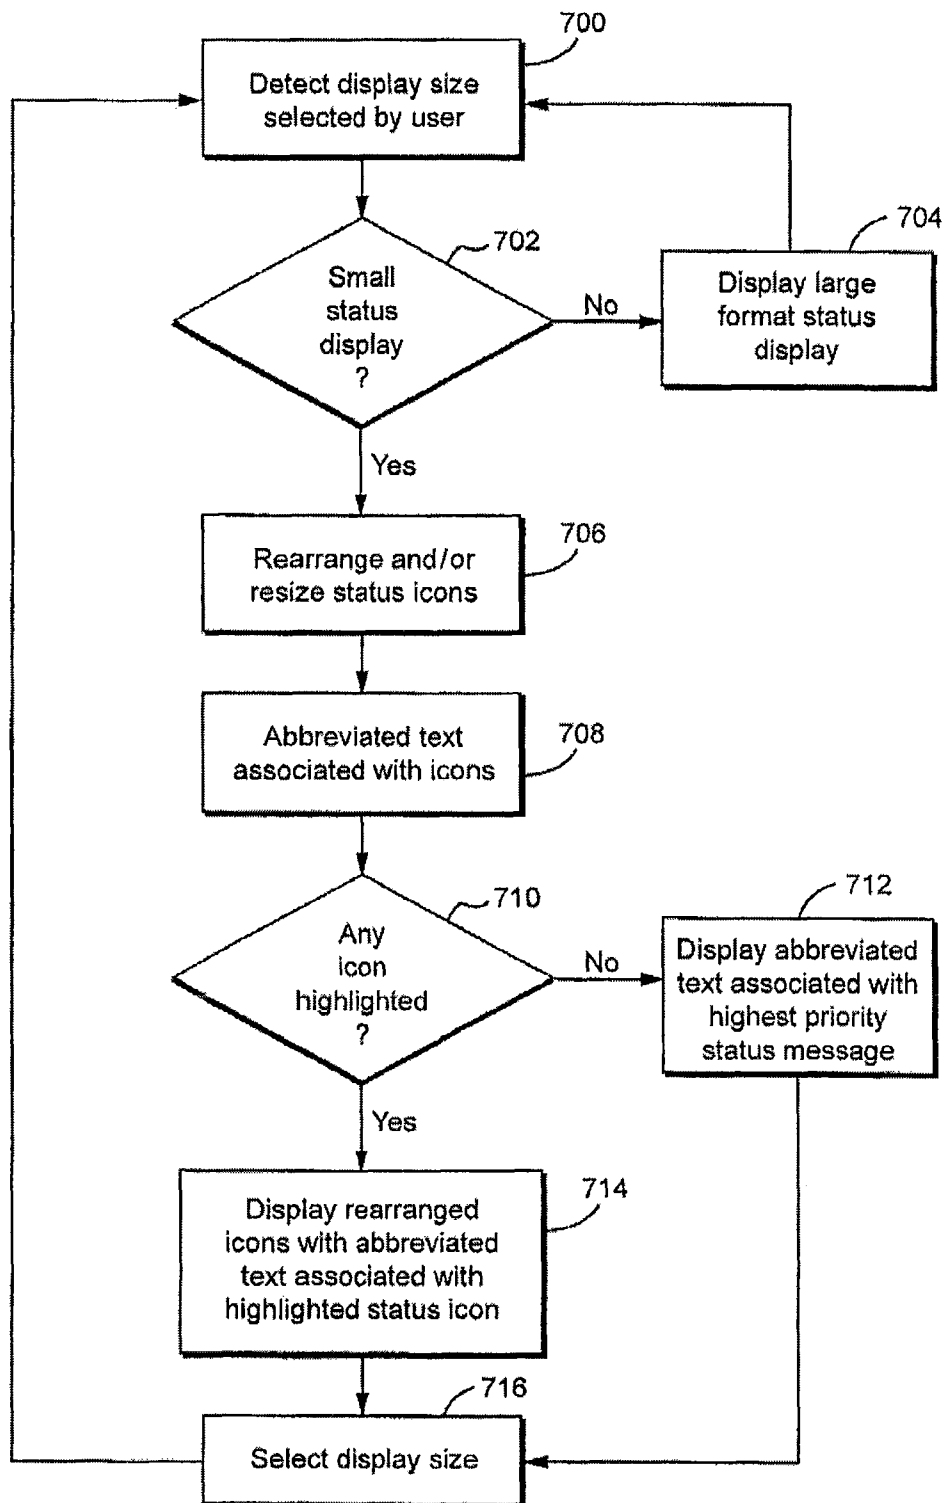 700
Detect display size
selected by user
702
Small
status
display
?
No
704
Display large
format status
display
Yes
706
Rearrange and/or
resize status icons
708
Abbreviated text
associated with icons
710
Any
icon
highlighted
?
No
712
Display abbreviated
text associated with
highest priority
status message
Yes
714
Display rearranged
icons with abbreviated
text associated with
highlighted status icon
716
Select display size